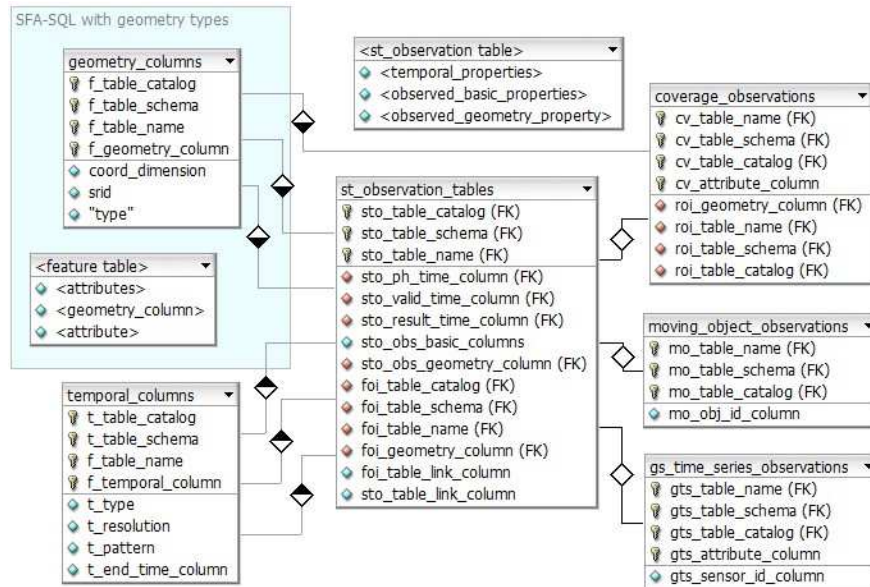 SFA-SQL with geometry types
geometry_columns
f_table_catalog
f_table_schema
f_table_name
f_geometry_column
coord_dimension
srid
"type"
<feature table>
<attributes>
<geometry_column>
<attribute>
temporal_columns
t_table_catalog
t_table_schema
f_table_name
f_temporal_column
t_type
t_resolution
t_pattern
t_end_time_column
<st_observation table>
<temporal_properties>
<observed_basic_properties>
<observed_geometry_property>
st_observation_tables
sto_table_catalog (FK)
sto_table_schema (FK)
sto_table_name (FK)
sto_ph_time_column (FK)
sto_valid_time_column (FK)
sto_result_time_column (FK)
sto_obs_basic_columns
sto_obs_geometry_column (FK)
foi_table_catalog (FK)
foi_table_schema (FK)
foi_table_name (FK)
foi_geometry_column (FK)
foi_table_link_column
sto_table_link_column
coverage_observations
cv_table_name (FK)
cv_table_schema (FK)
cv_table_catalog (FK)
cv_attribute_column
roi_geometry_column (FK)
roi_table_name (FK)
roi_table_schema (FK)
roi_table_catalog (FK)
moving_object_observations
mo_table_name (FK)
mo_table_schema (FK)
mo_table_catalog (FK)
mo_obj_id_column
gs_time_series_observations
gts_table_name (FK)
gts_table_schema (FK)
gts_table_catalog (FK)
gts_attribute_column
gts_sensor_id_column